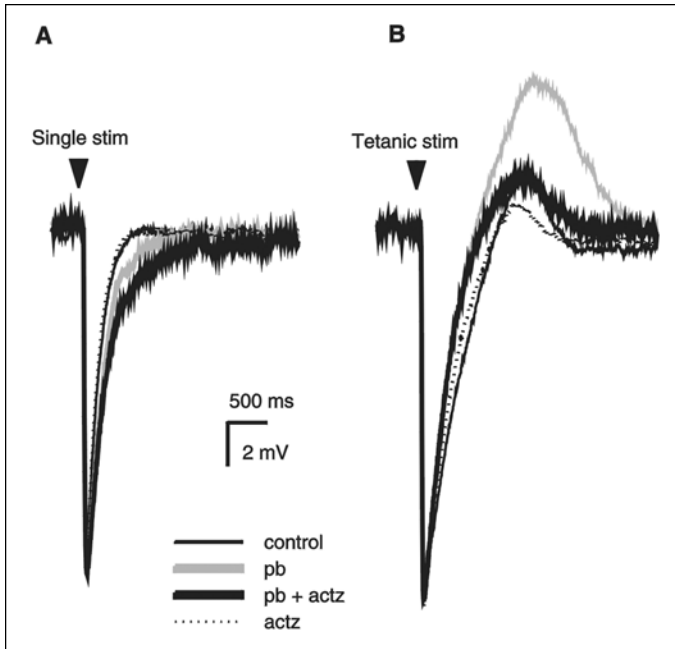 A
B
Single stim
Tetanic stim
500 ms
2 mV
control
pb
pb + actz
actz